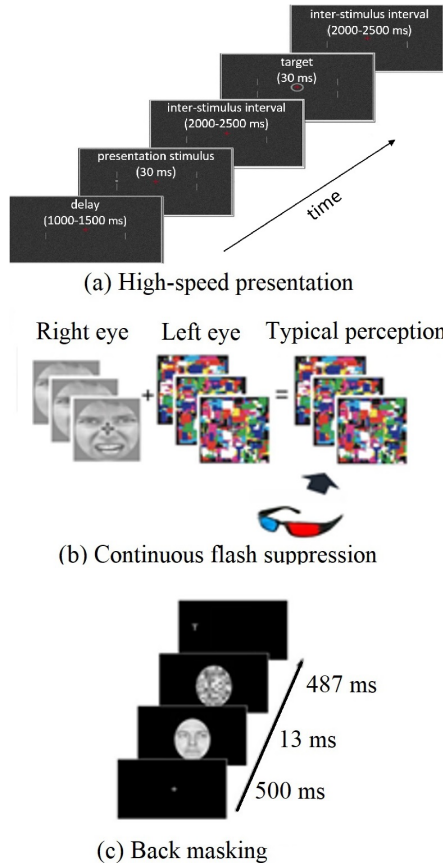 inter-stimulus interval
(2000-2500 ms)
target
(30 ms)
inter-stimulus interval
(2000-2500 ms)
presentation stimulus
(30 ms)
delay
(1000-1500 ms)
time
(a) High-speed presentation
Right eye Left eye Typical perception
+ =
(b) Continuous flash suppression
T
487 ms
13 ms
500 ms
(c) Back masking